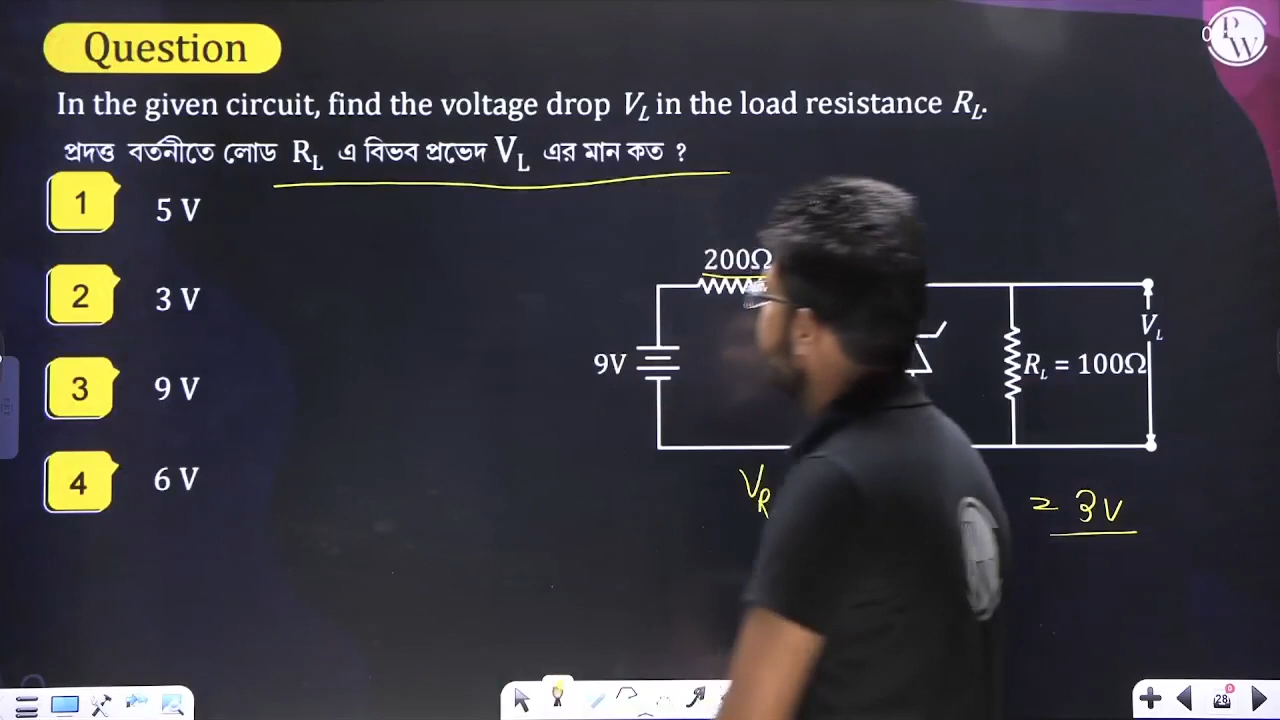 Question
In the given circuit, find the voltage drop V_L in the load resistance R_L.
প্রদত্ত বর্তনীতে লোড R_L এ বিভব প্রভেদ V_L এর মান কত ?
1 5 V
2 3 V
3 9 V
4 6 V
200Ω
9V
V_L
R_L = 100Ω
V_R
= 3V
PW
28